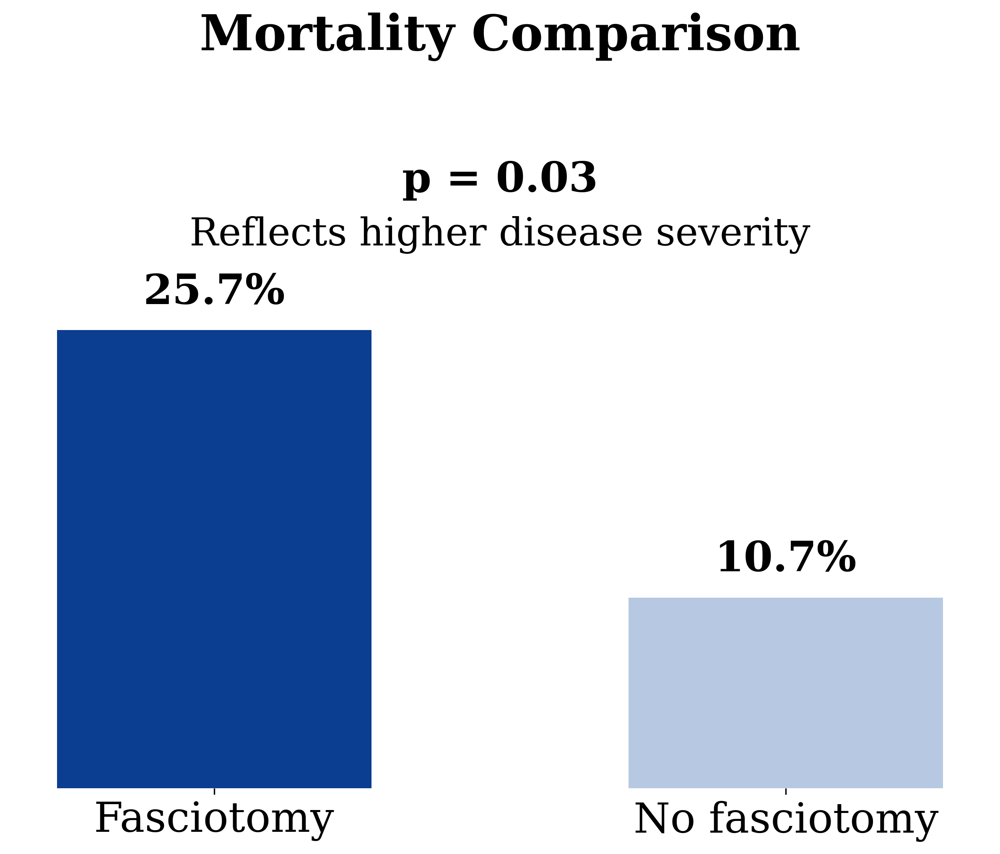 Mortality Comparison
p = 0.03
Reflects higher disease severity
25.7%
10.7%
Fasciotomy
No fasciotomy